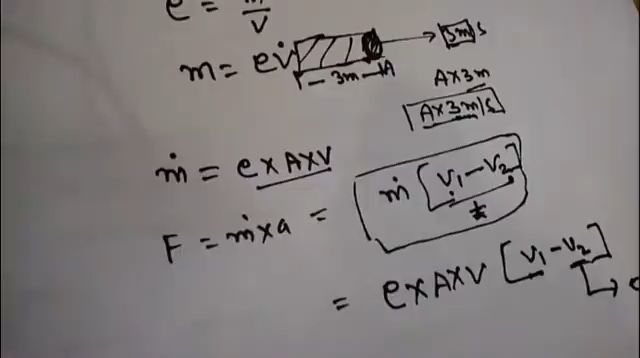 e = m/V
m = eV̇
3m/s
3m A
A×3m
A×3m/s
ṁ = e×A×V
F = ṁ×a = ṁ[V₁-V₂]/t
= e×A×V [V₁-V₂]